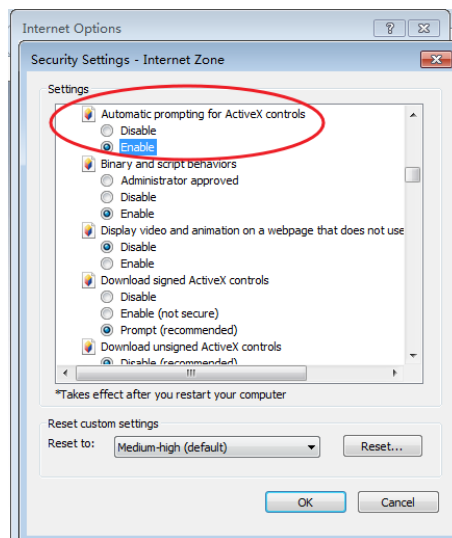 Internet Options
Security Settings - Internet Zone
Settings
Automatic prompting for ActiveX controls
Disable
Enable
Binary and script behaviors
Administrator approved
Disable
Enable
Display video and animation on a webpage that does not use
Disable
Enable
Download signed ActiveX controls
Disable
Enable (not secure)
Prompt (recommended)
Download unsigned ActiveX controls
Disable (recommended)
*Takes effect after you restart your computer
Reset custom settings
Reset to:
Medium-high (default)
Reset...
OK
Cancel